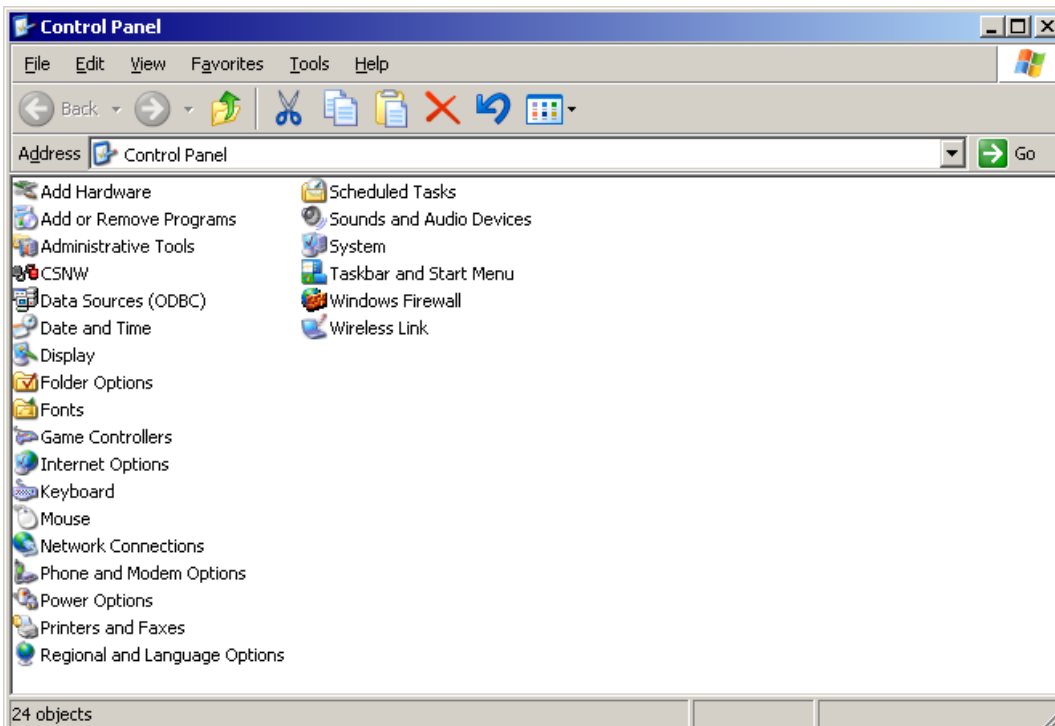 Control Panel
File Edit View Favorites Tools Help
Back
Address Control Panel Go
Add Hardware
Add or Remove Programs
Administrative Tools
CSNW
Data Sources (ODBC)
Date and Time
Display
Folder Options
Fonts
Game Controllers
Internet Options
Keyboard
Mouse
Network Connections
Phone and Modem Options
Power Options
Printers and Faxes
Regional and Language Options
Scheduled Tasks
Sounds and Audio Devices
System
Taskbar and Start Menu
Windows Firewall
Wireless Link
24 objects